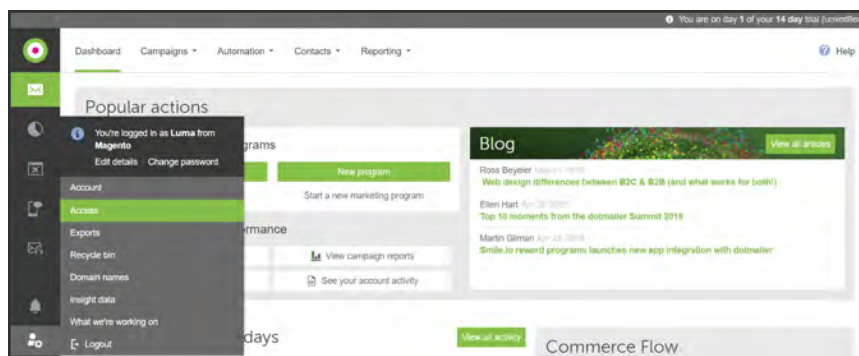 You are on day 1 of your 14 day trial (unverified
Dashboard Campaigns Automation Contacts Reporting Help
Popular actions
You're logged in as Luma from
Magento
Edit details Change password
Account
Access
Exports
Recycle bin
Domain names
Insight data
What we're working on
Logout
grams
New program
Start a new marketing program
rmance
View campaign reports
See your account activity
days
View all activity
Blog
View all articles
Ross Beyeler
Web design differences between B2C & B2B (and what works for both!)
Ellen Hart
Top 10 moments from the dotmailer Summit 2018
Martin Gilman
Smile.io reward programs launches new app integration with dotmailer
Commerce Flow